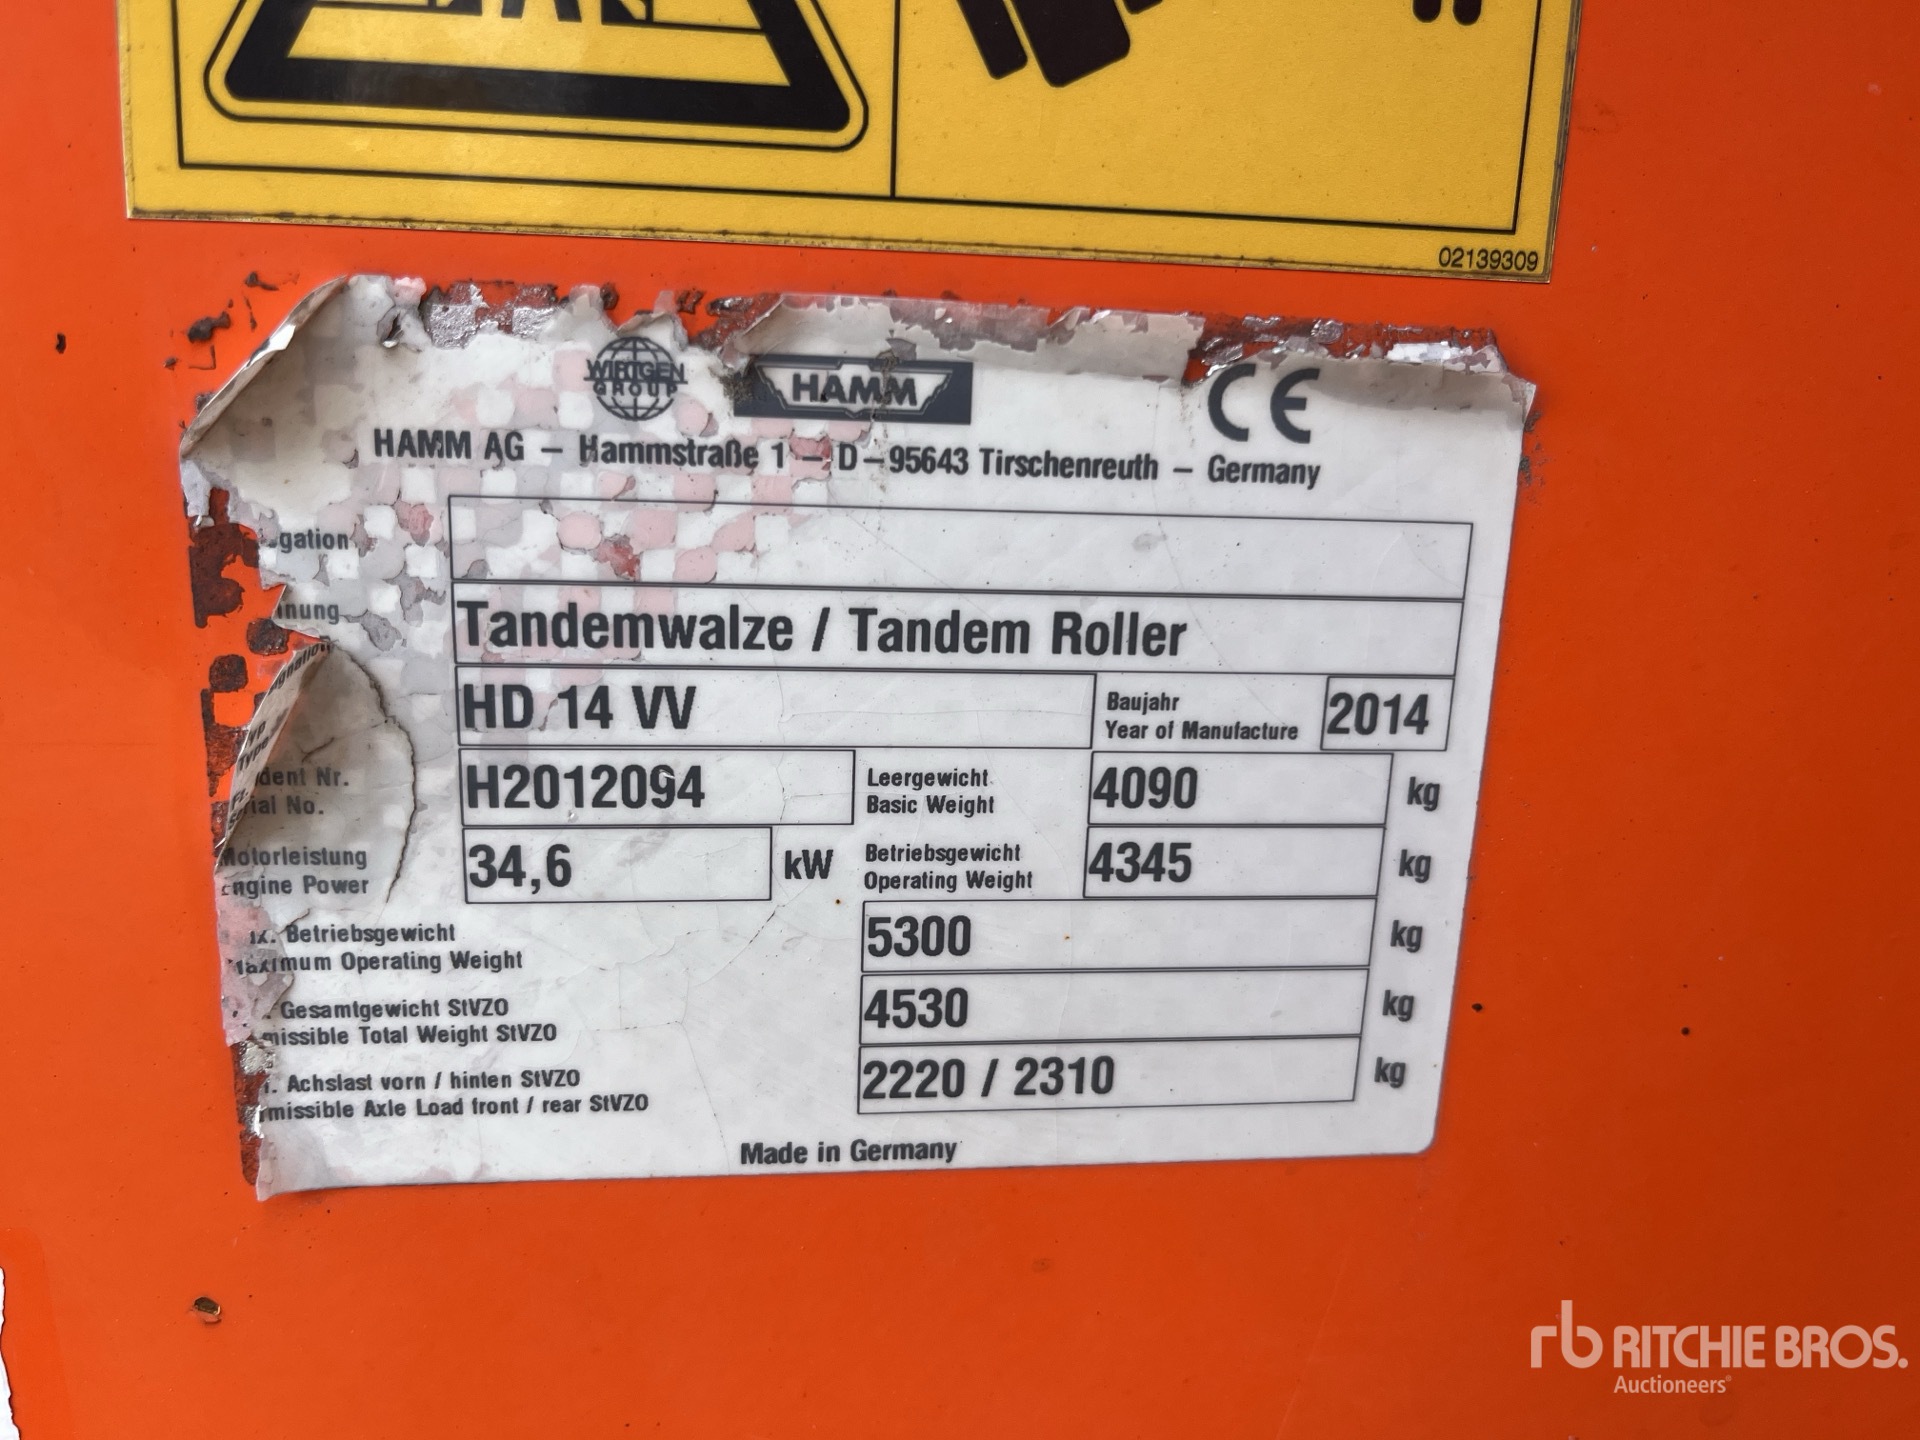 02139309
WIRTGEN
GROUP
HAMM
CE
HAMM AG – Hammstraße 1 – D–95643 Tirschenreuth – Germany
Tandemwalze / Tandem Roller
HD 14 VV
Baujahr
Year of Manufacture
2014
Nr.
No.
H2012094
Leergewicht
Basic Weight
4090
kg
Motorleistung
Engine Power
34,6
kW
Betriebsgewicht
Operating Weight
4345
kg
Betriebsgewicht
Maximum Operating Weight
5300
kg
Gesamtgewicht StVZO
Total Weight StVZO
4530
kg
Achslast vorn / hinten StVZO
Axle Load front / rear StVZO
2220 / 2310
kg
Made in Germany
rb RITCHIE BROS.
Auctioneers